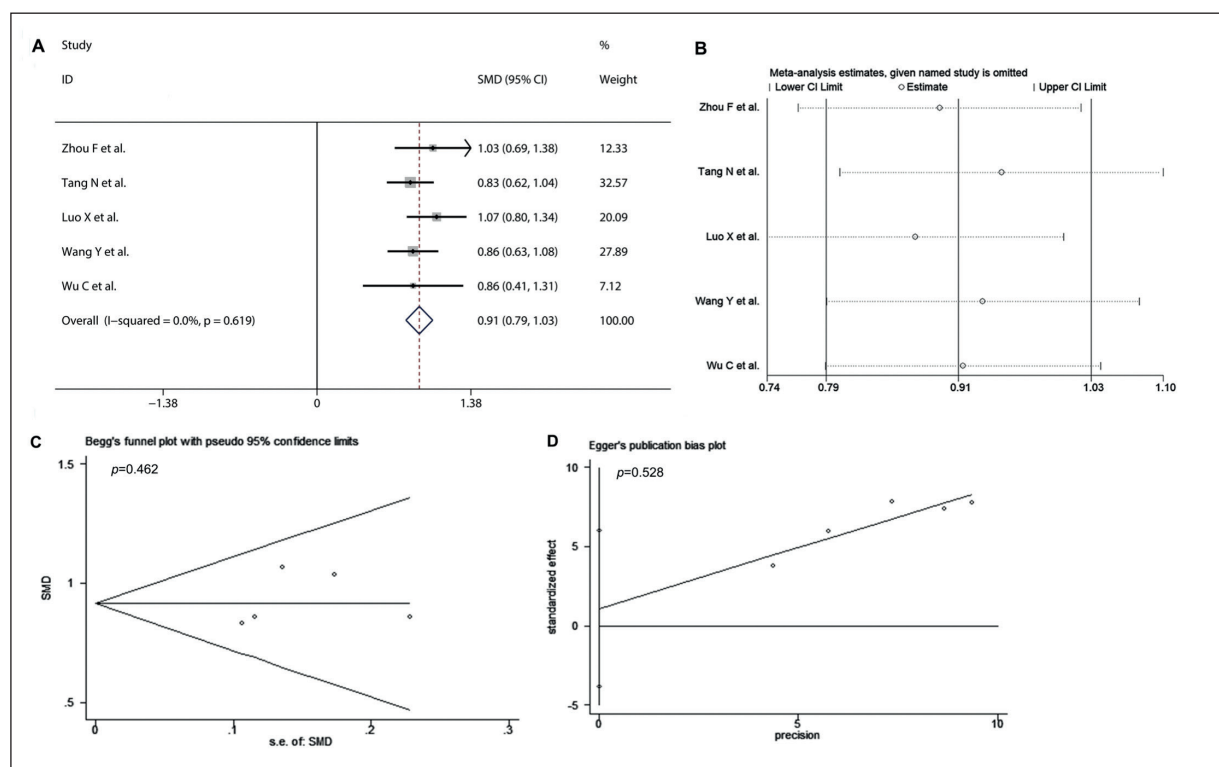 A
Study %
ID SMD (95% CI) Weight
Zhou F et al. 1.03 (0.69, 1.38) 12.33
Tang N et al. 0.83 (0.62, 1.04) 32.57
Luo X et al. 1.07 (0.80, 1.34) 20.09
Wang Y et al. 0.86 (0.63, 1.08) 27.89
Wu C et al. 0.86 (0.41, 1.31) 7.12
Overall (I-squared = 0.0%, p = 0.619) 0.91 (0.79, 1.03) 100.00
−1.38 0 1.38
B
Meta-analysis estimates, given named study is omitted
Lower CI Limit Estimate Upper CI Limit
Zhou F et al.
Tang N et al.
Luo X et al.
Wang Y et al.
Wu C et al.
0.74 0.79 0.91 1.03 1.10
C
Begg's funnel plot with pseudo 95% confidence limits
p=0.462
1.5
1
.5
SMD
0 .1 .2 .3
s.e. of: SMD
D
Egger's publication bias plot
p=0.528
10
5
0
-5
standardized effect
0 5 10
precision